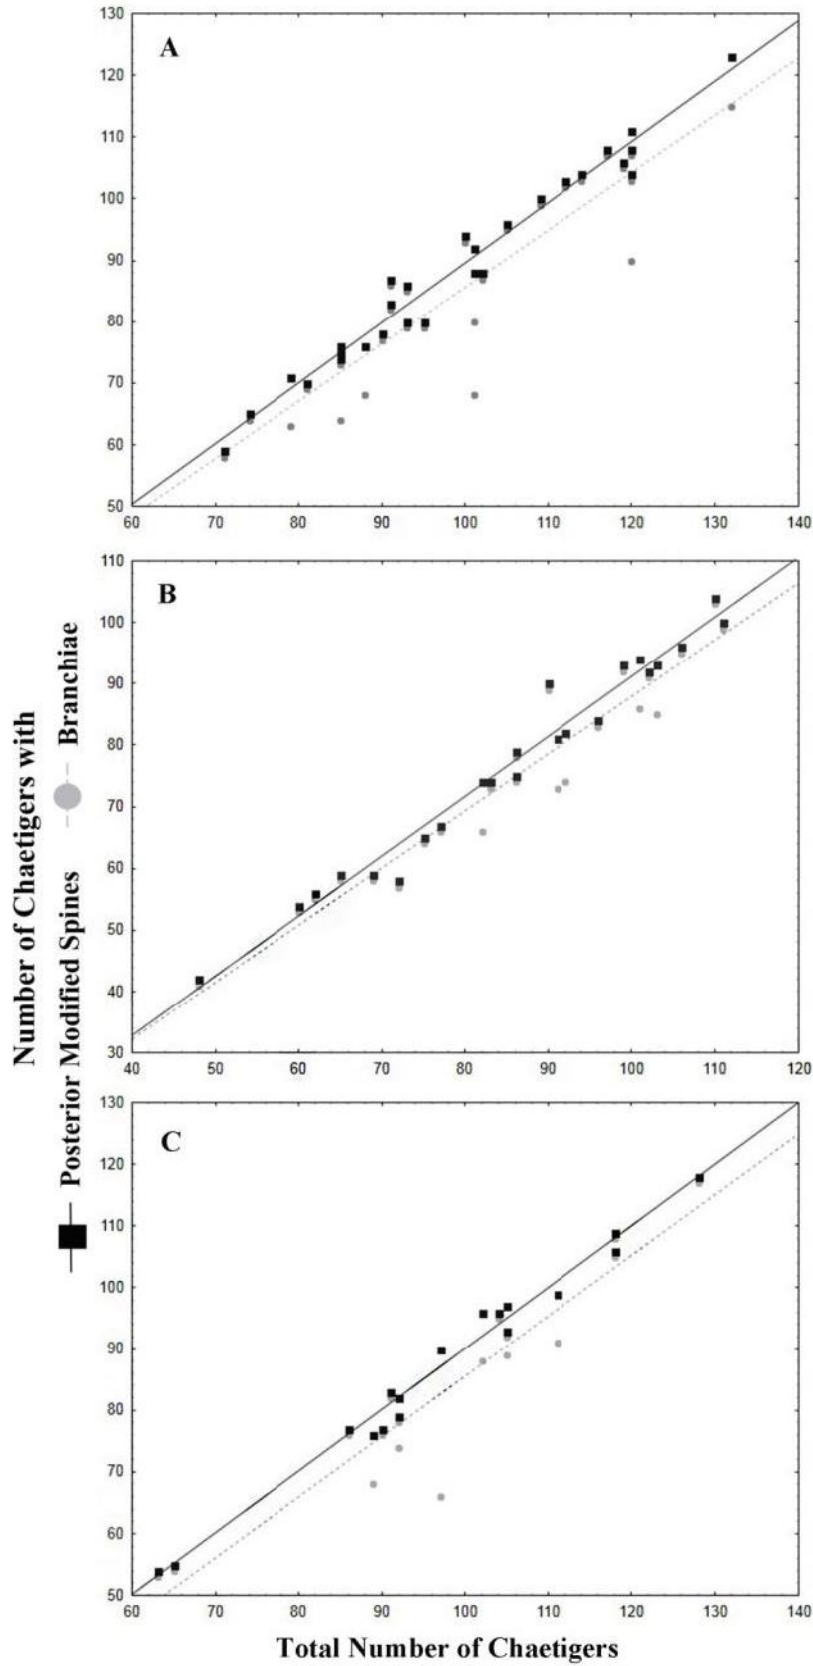 Number of Chaetigers with
Posterior Modified Spines
Branchiae
A
130
120
110
100
90
80
70
60
50
60 70 80 90 100 110 120 130 140
B
110
100
90
80
70
60
50
40
30
40 50 60 70 80 90 100 110 120
C
130
120
110
100
90
80
70
60
50
60 70 80 90 100 110 120 130 140
Total Number of Chaetigers